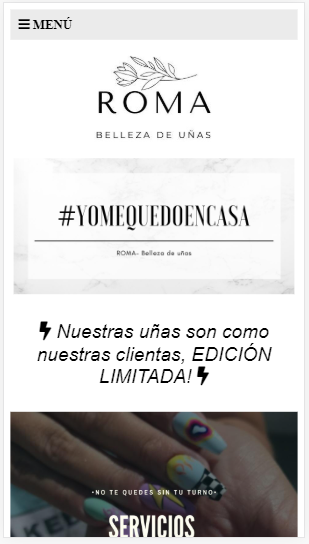 MENÚ
ROMA
BELLEZA DE UÑAS
#YOMEQUEDOENCASA
ROMA- Belleza de uñas
Nuestras uñas son como
nuestras clientas, EDICIÓN
LIMITADA!
•NO TE QUEDES SIN TU TURNO•
SERVICIOS